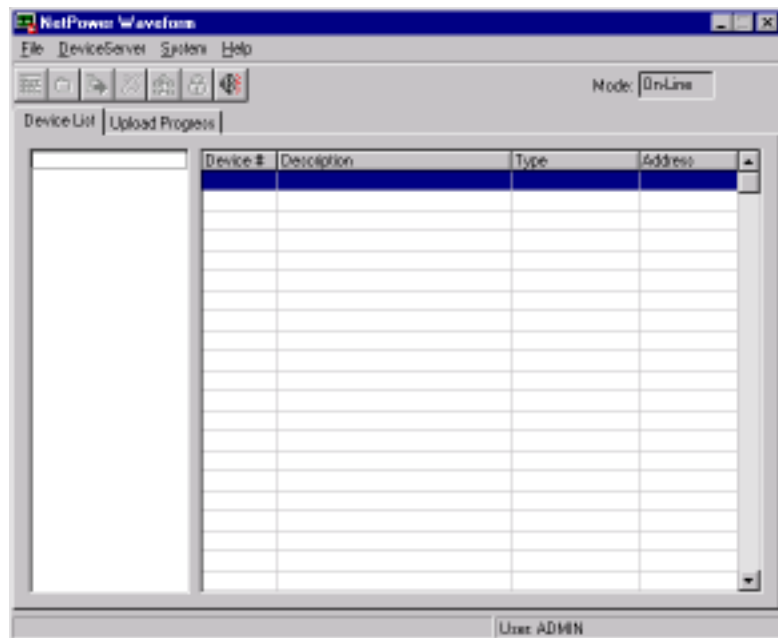 NetPower Waveform
File DeviceServer System Help
Mode: On-Line
Device List Upload Progress
Device # Description Type Address
User: ADMIN